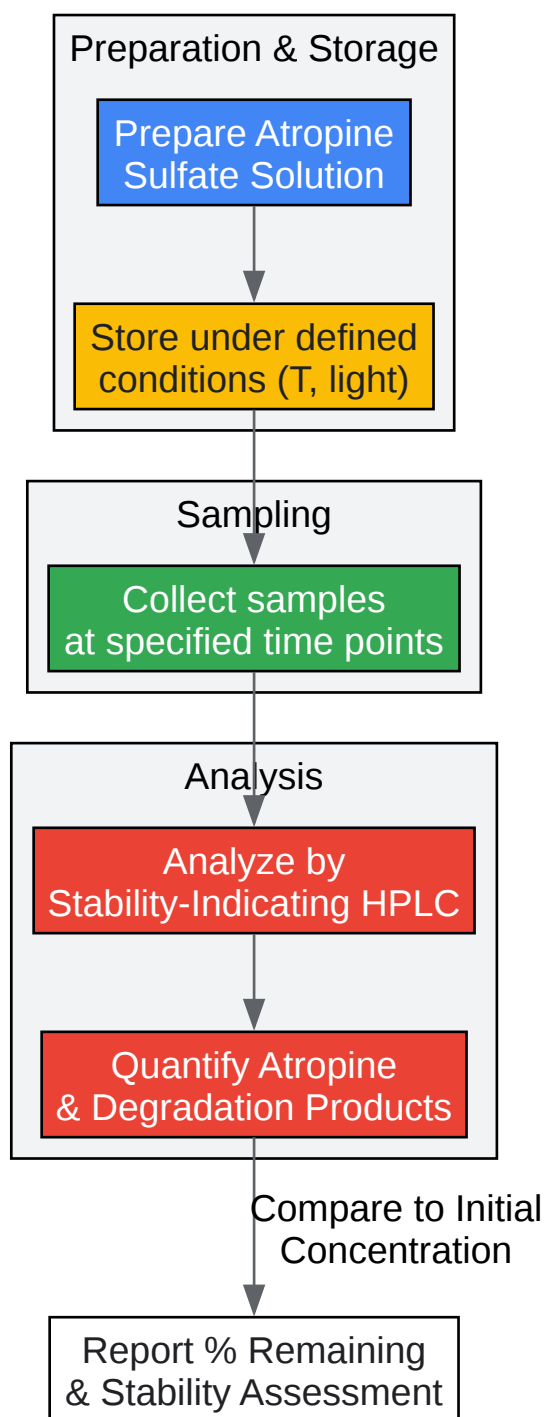 Preparation & Storage
Prepare Atropine
Sulfate Solution
Store under defined
conditions (T, light)
Sampling
Collect samples
at specified time points
Analysis
Analyze by
Stability-Indicating HPLC
Quantify Atropine
& Degradation Products
Compare to Initial
Concentration
Report % Remaining
& Stability Assessment